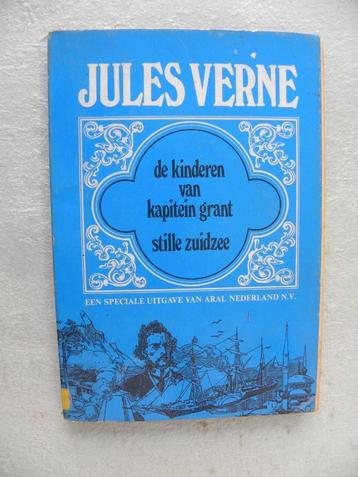 JULES VERNE
de kinderen
van
kapitein grant
stille zuidzee
EEN SPECIALE UITGAVE VAN ARAL NEDERLAND N.V.